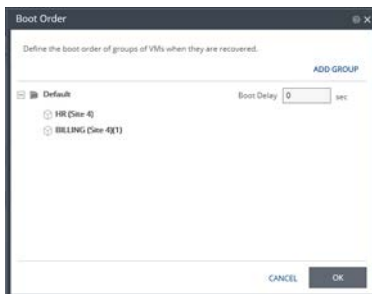 Boot Order
Define the boot order of groups of VMs when they are recovered.
ADD GROUP
Default
Boot Delay 0 sec
HR (Site 4)
BILLING (Site 4)(1)
CANCEL OK